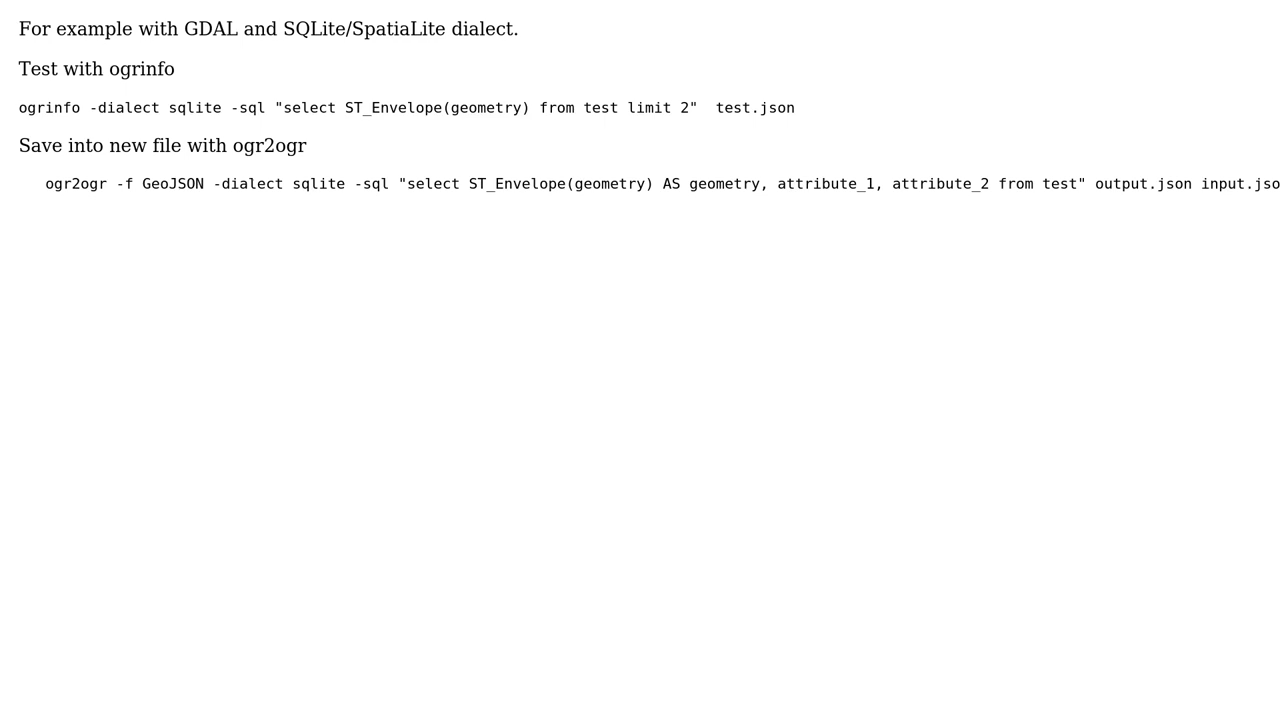 For example with GDAL and SQLite/SpatiaLite dialect.
Test with ogrinfo
ogrinfo -dialect sqlite -sql "select ST_Envelope(geometry) from test limit 2"  test.json
Save into new file with ogr2ogr
ogr2ogr -f GeoJSON -dialect sqlite -sql "select ST_Envelope(geometry) AS geometry, attribute_1, attribute_2 from test" output.json input.jso